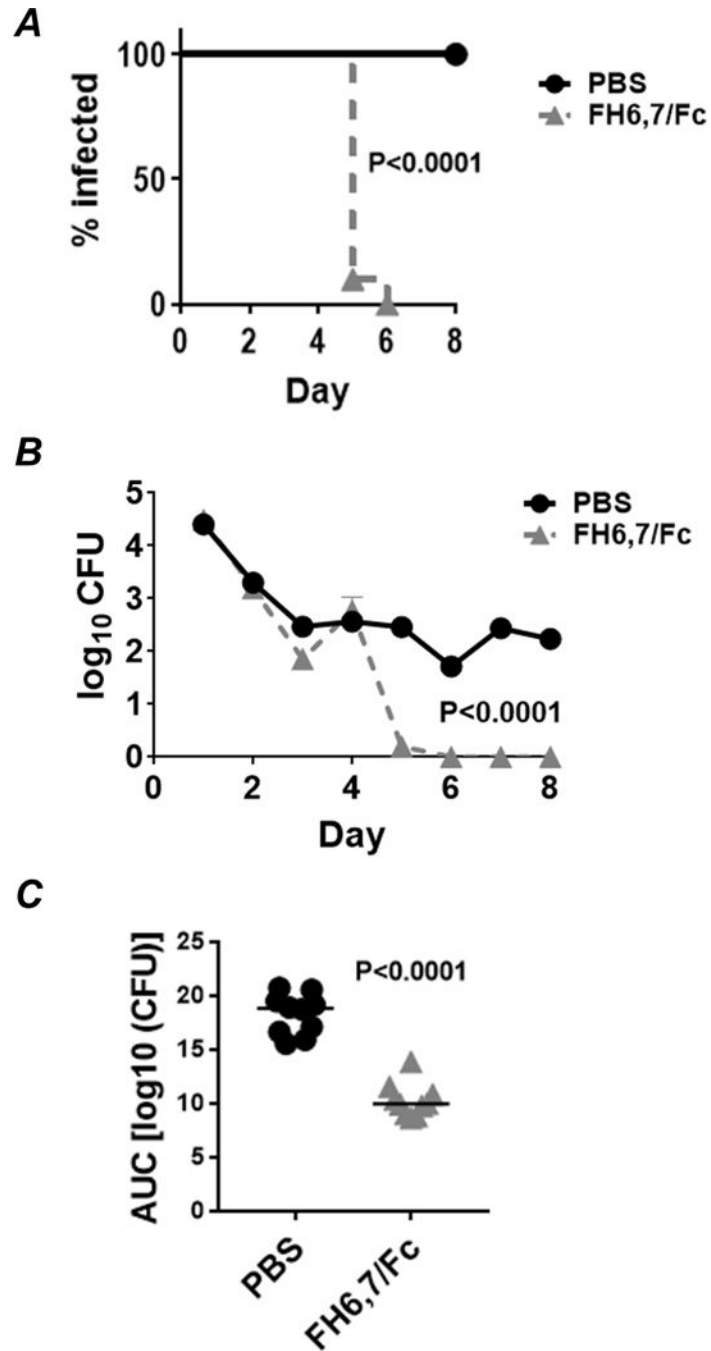 A
% infected
100
50
0
0 2 4 6 8
Day
P<0.0001
PBS
FH6,7/Fc
B
log10 CFU
5
4
3
2
1
0
0 2 4 6 8
Day
P<0.0001
PBS
FH6,7/Fc
C
AUC [log10 (CFU)]
25
20
15
10
5
0
P<0.0001
PBS
FH6,7/Fc